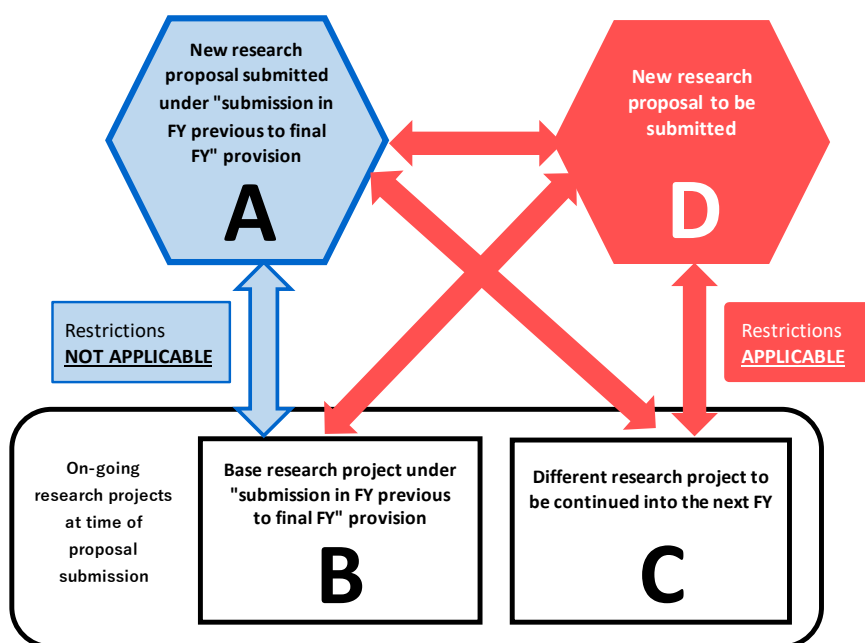 New research
proposal submitted
under "submission in
FY previous to final
FY" provision
A
New research
proposal to be
submitted
D
Restrictions
NOT APPLICABLE
Restrictions
APPLICABLE
On-going
research projects
at time of
proposal
submission
Base research project under
"submission in FY previous
to final FY" provision
B
Different research project to
be continued into the next FY
C